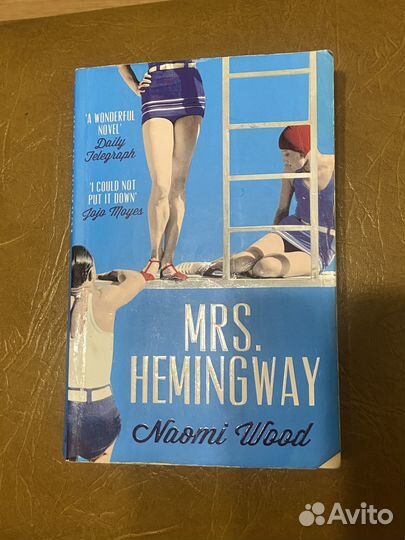 'A WONDERFUL
NOVEL'
Daily
Telegraph
'I COULD NOT
PUT IT DOWN'
Jojo Moyes
MRS.
HEMINGWAY
Naomi Wood
Avito